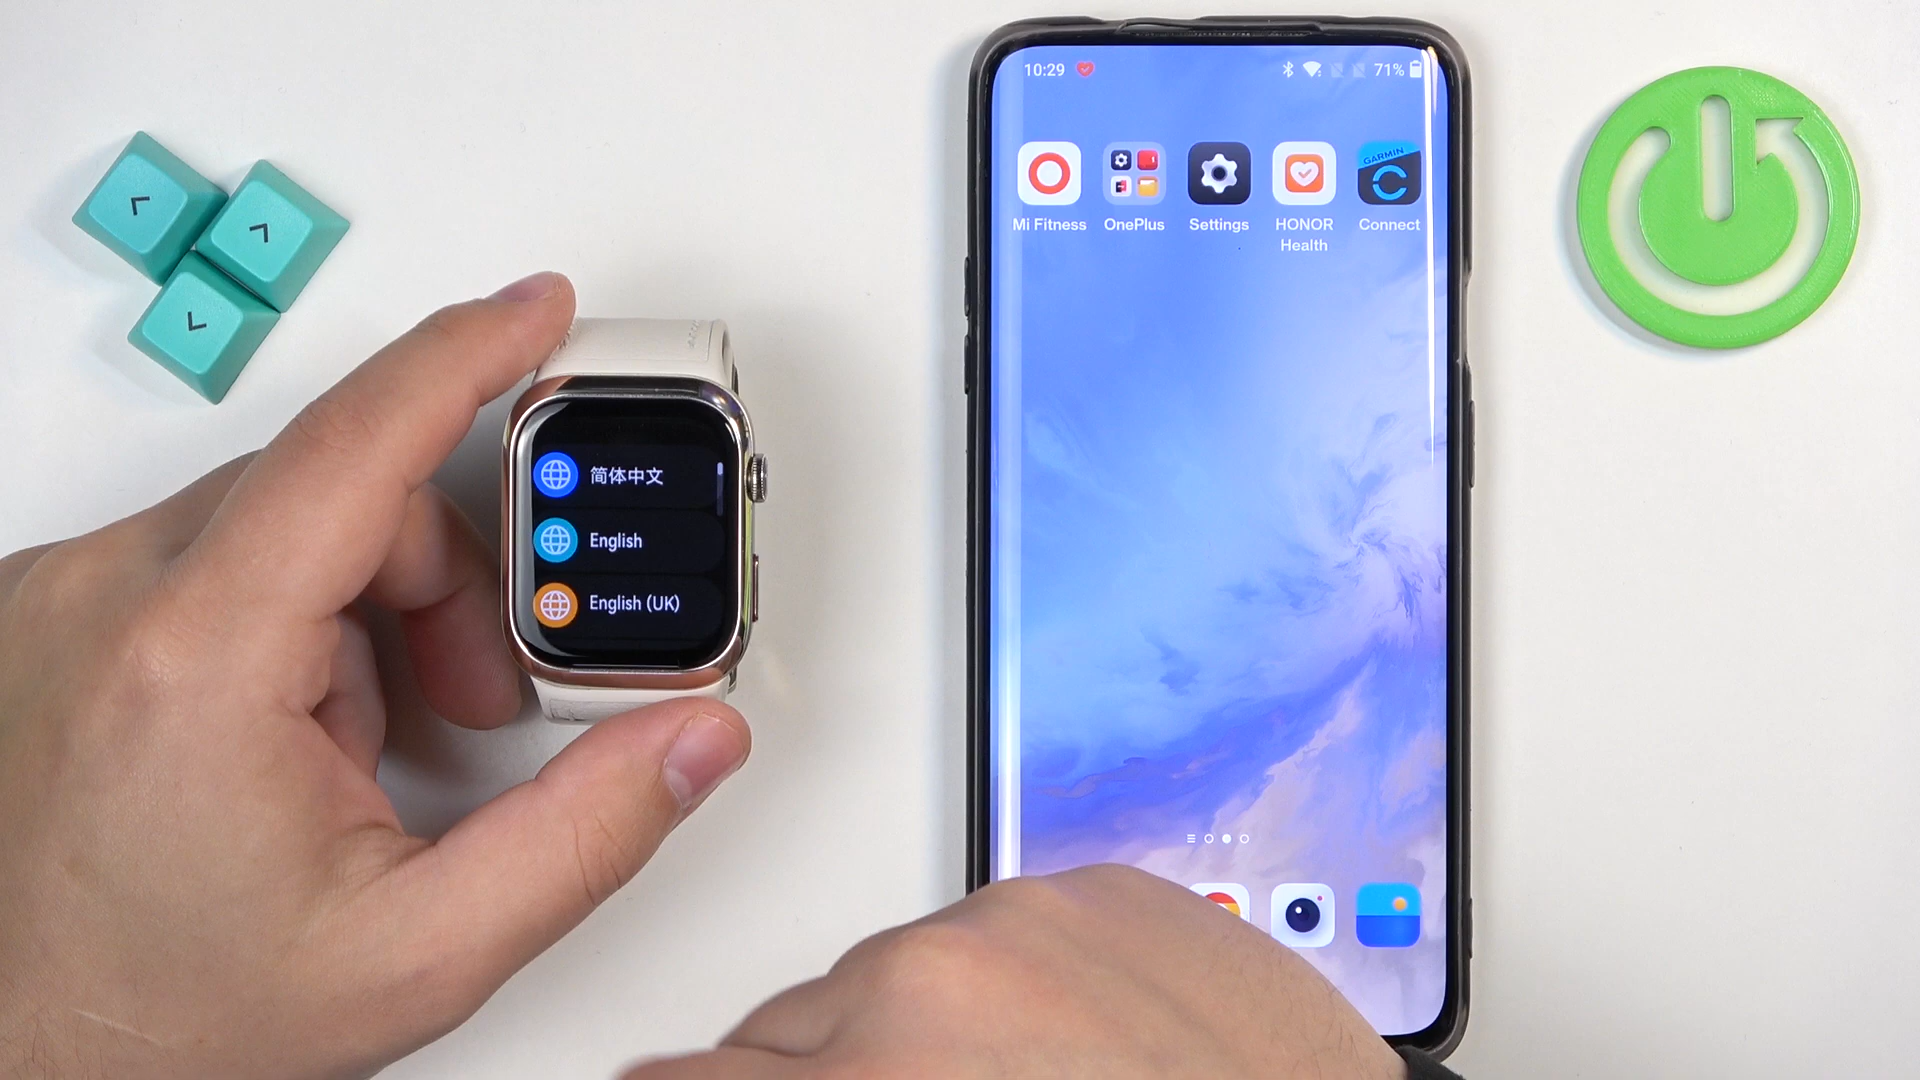 10:29
71%
Mi Fitness
OnePlus
Settings
HONOR
Health
GARMIN
Connect
简体中文
English
English (UK)